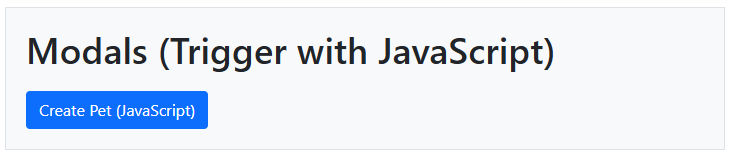 Modals (Trigger with JavaScript)
Create Pet (JavaScript)